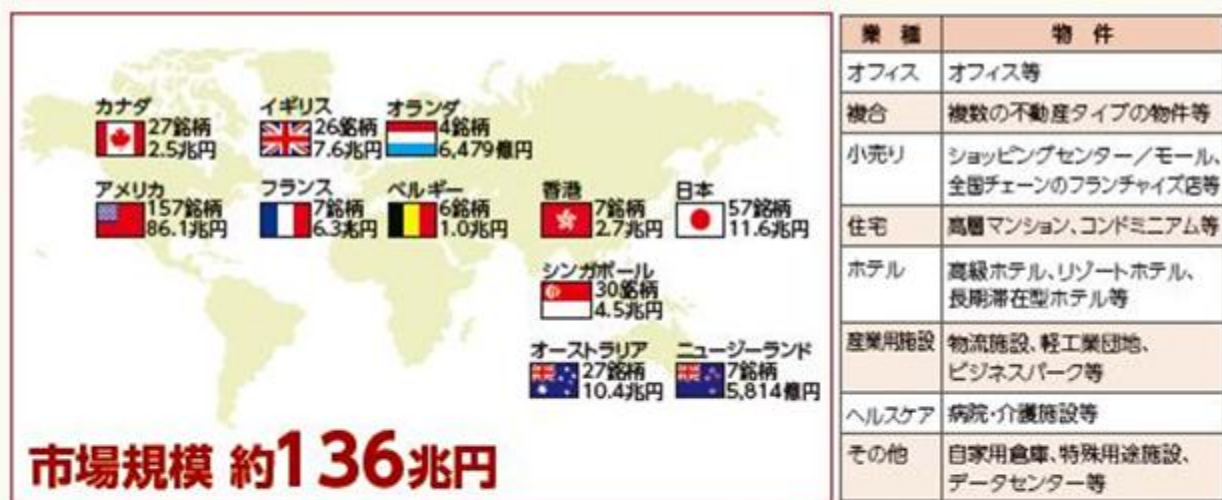 カナダ
27銘柄
2.5兆円
イギリス
26銘柄
7.6兆円
オランダ
4銘柄
6,479億円
アメリカ
157銘柄
86.1兆円
フランス
7銘柄
6.3兆円
ベルギー
6銘柄
1.0兆円
香港
7銘柄
2.7兆円
日本
57銘柄
11.6兆円
シンガポール
30銘柄
4.5兆円
オーストラリア
27銘柄
10.4兆円
ニュージーランド
7銘柄
5,814億円
市場規模 約136兆円
業種 物件
オフィス オフィス等
複合 複数の不動産タイプの物件等
小売り ショッピングセンター/モール、
全国チェーンのフランチャイズ店等
住宅 高層マンション、コンドミニアム等
ホテル 高級ホテル、リゾートホテル、
長期滞在型ホテル等
産業用施設 物流施設、軽工業団地、
ビジネスパーク等
ヘルスケア 病院・介護施設等
その他 自家用倉庫、特殊用途施設、
データセンター等